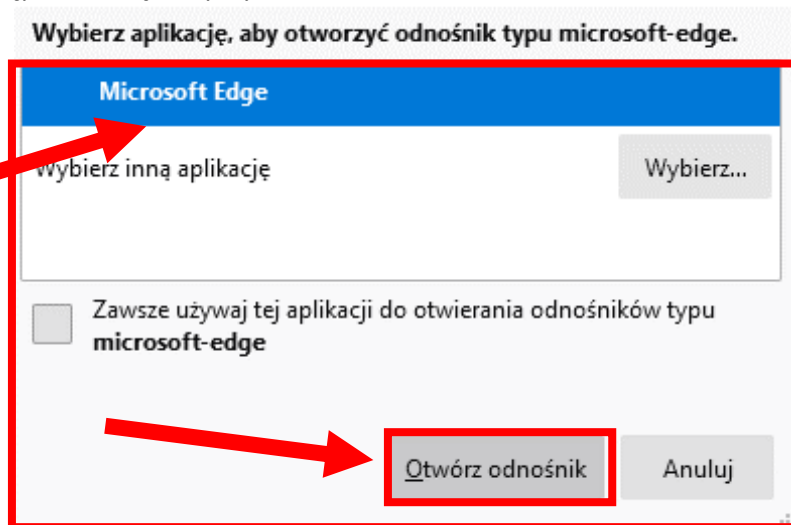 Wybierz aplikację, aby otworzyć odnośnik typu microsoft-edge.
Microsoft Edge
Wybierz inną aplikację
Wybierz...
Zawsze używaj tej aplikacji do otwierania odnośników typu
microsoft-edge
Otwórz odnośnik
Anuluj